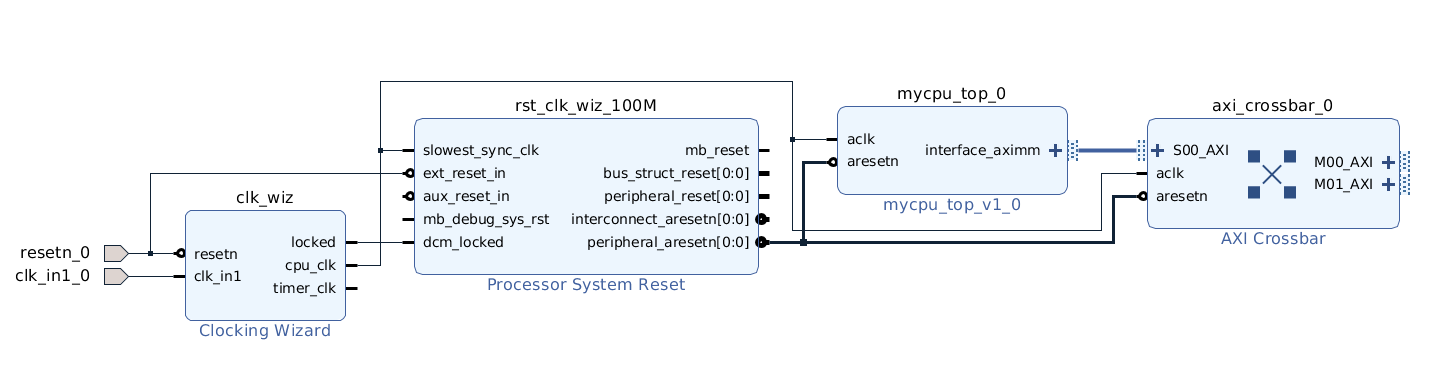 resetn_0
clk_in1_0
clk_wiz
resetn
clk_in1
locked
cpu_clk
timer_clk
Clocking Wizard
rst_clk_wiz_100M
slowest_sync_clk
ext_reset_in
aux_reset_in
mb_debug_sys_rst
dcm_locked
mb_reset
bus_struct_reset[0:0]
peripheral_reset[0:0]
interconnect_aresetn[0:0]
peripheral_aresetn[0:0]
Processor System Reset
mycpu_top_0
aclk
aresetn
interface_aximm
mycpu_top_v1_0
axi_crossbar_0
S00_AXI
aclk
aresetn
M00_AXI
M01_AXI
AXI Crossbar